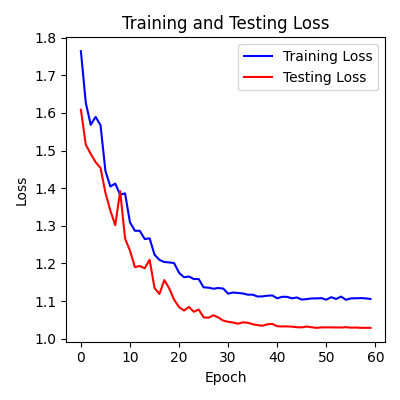 Training and Testing Loss
Training Loss
Testing Loss
Loss
1.8
1.7
1.6
1.5
1.4
1.3
1.2
1.1
1.0
0 10 20 30 40 50 60
Epoch